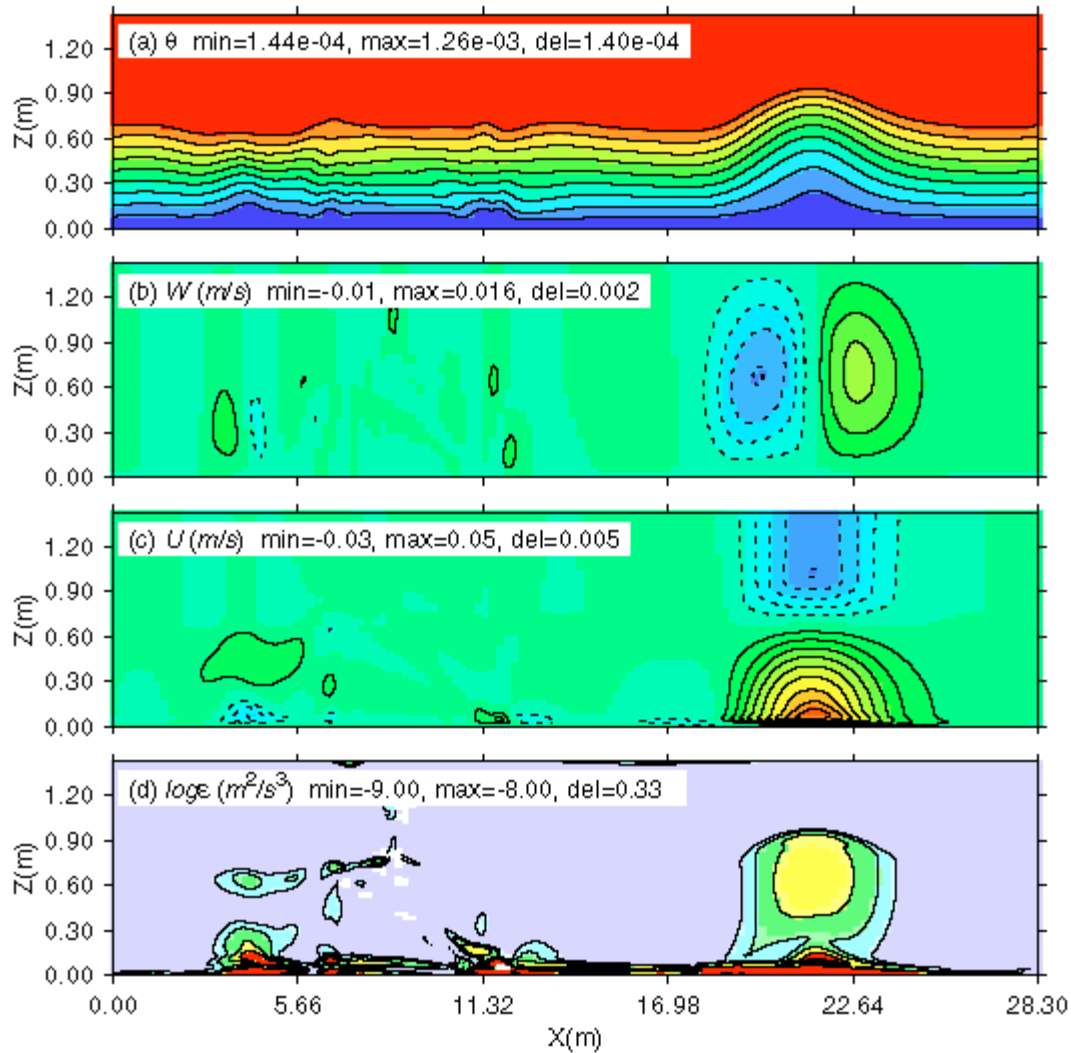 (a) θ min=1.44e-04, max=1.26e-03, del=1.40e-04
1.20
0.90
0.60
0.30
0.00
Z(m)
(b) W (m/s) min=-0.01, max=0.016, del=0.002
1.20
0.90
0.60
0.30
0.00
Z(m)
(c) U (m/s) min=-0.03, max=0.05, del=0.005
1.20
0.90
0.60
0.30
0.00
Z(m)
(d) logε (m²/s³) min=-9.00, max=-8.00, del=0.33
1.20
0.90
0.60
0.30
0.00
Z(m)
0.00 5.66 11.32 16.98 22.64 28.30
X(m)